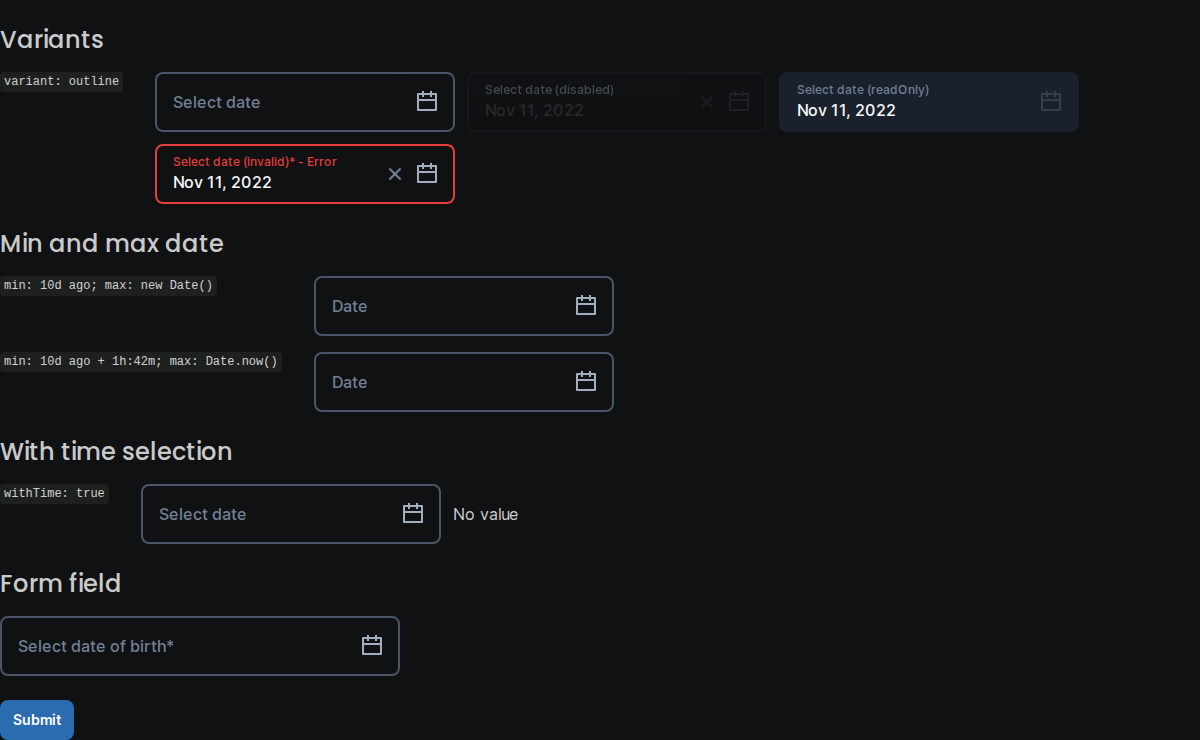 Variants
variant: outline
Select date
Select date (disabled)
Nov 11, 2022
Select date (readOnly)
Nov 11, 2022
Select date (invalid)* - Error
Nov 11, 2022
Min and max date
min: 10d ago; max: new Date()
Date
min: 10d ago + 1h:42m; max: Date.now()
Date
With time selection
withTime: true
Select date
No value
Form field
Select date of birth*
Submit